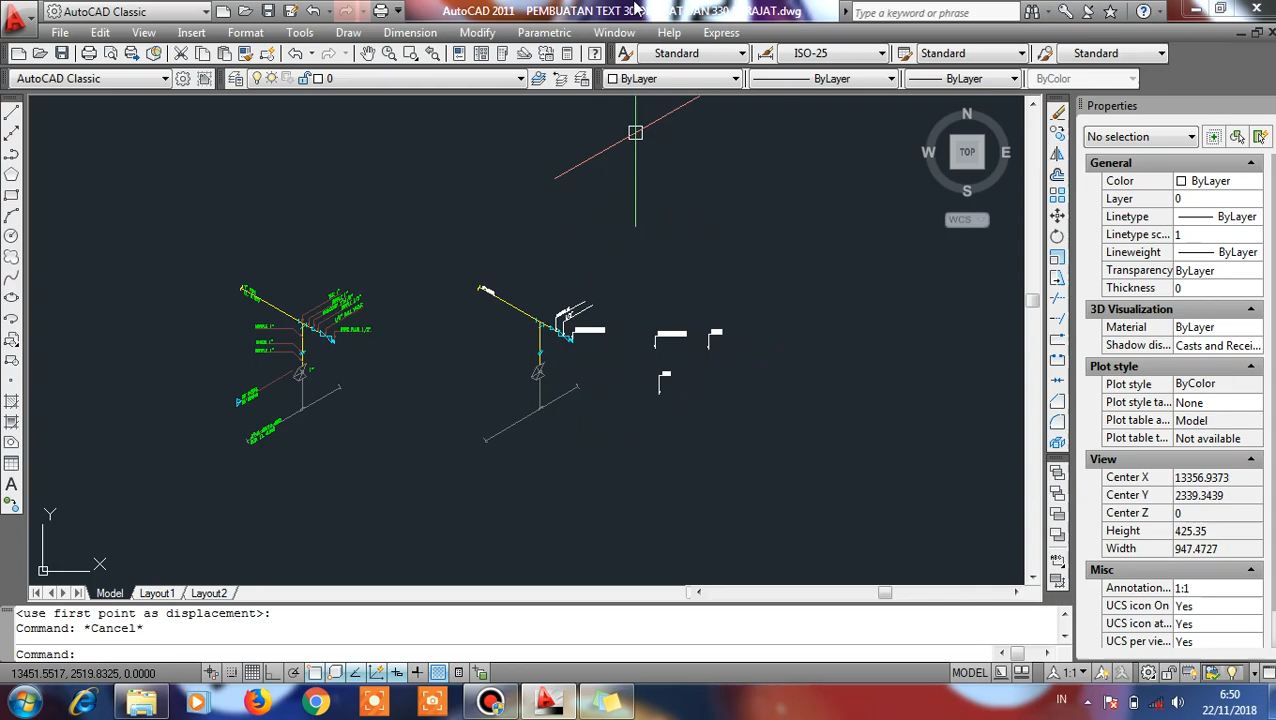 AutoCAD Classic
AutoCAD 2011
.dwg
Type a keyword or phrase
File Edit View Insert Format Tools Draw Dimension Modify Parametric Window Help Express
Standard ISO-25 Standard Standard
AutoCAD Classic 0 ByLayer ByLayer ByLayer ByColor
Properties
No selection
General
Color ByLayer
Layer 0
Linetype ByLayer
Linetype sc... 1
Lineweight ByLayer
Transparency ByLayer
Thickness 0
3D Visualization
Material ByLayer
Shadow dis... Casts and Recei
Plot style
Plot style ByColor
Plot style ta... None
Plot table a... Model
Plot table t... Not available
View
Center X 13356.9373
Center Y 2339.3439
Center Z 0
Height 425.35
Width 947.4727
Misc
Annotation... 1:1
UCS icon On Yes
UCS icon at... Yes
UCS per vie... Yes
N
W TOP E
S
WCS
Y
X
Model Layout1 Layout2
<use first point as displacement>:
Command: *Cancel*
Command:
13451.5517, 2519.8325, 0.0000 MODEL 1:1
IN 6:50
22/11/2018